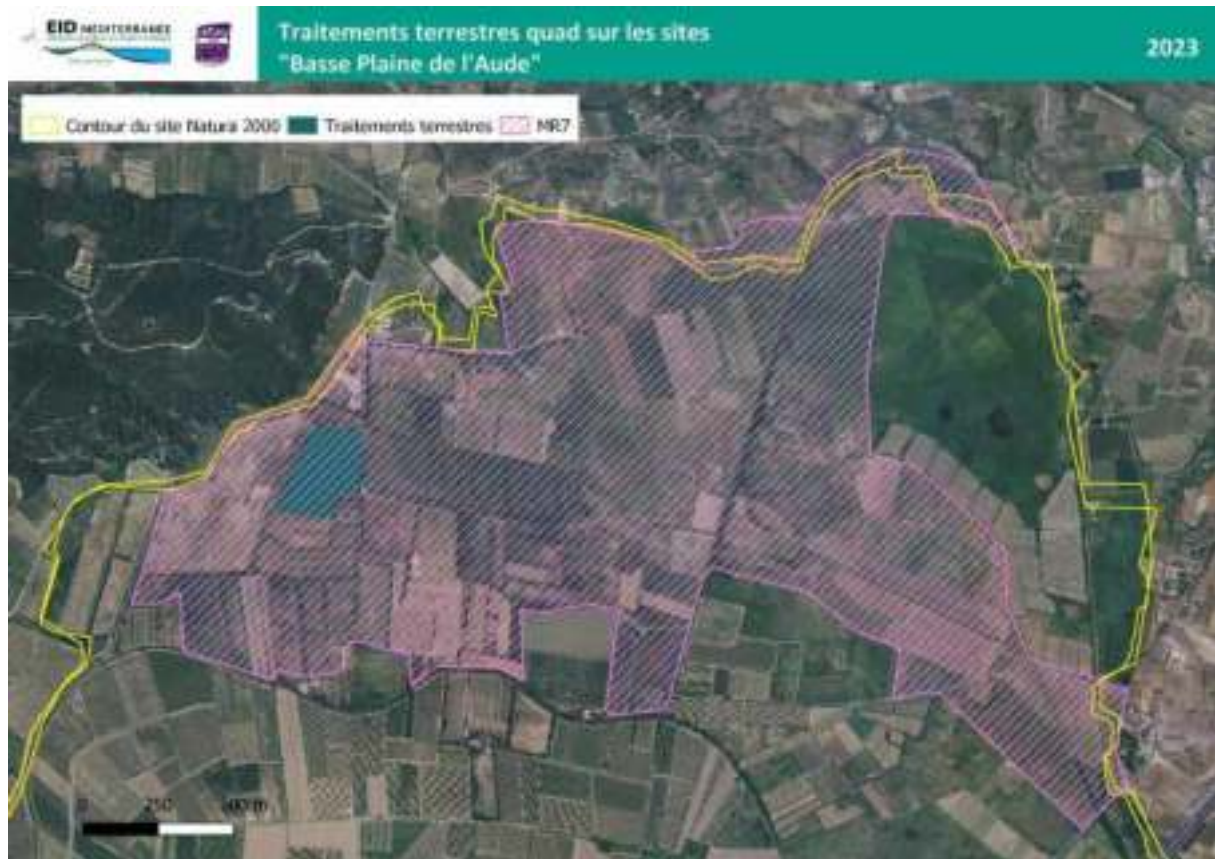 EID MEDITERRANEE
Traitements terrestres quad sur les sites
"Basse Plaine de l'Aude"
2023
Contour du site Natura 2000
Traitements terrestres
MR7
0
250
500 m